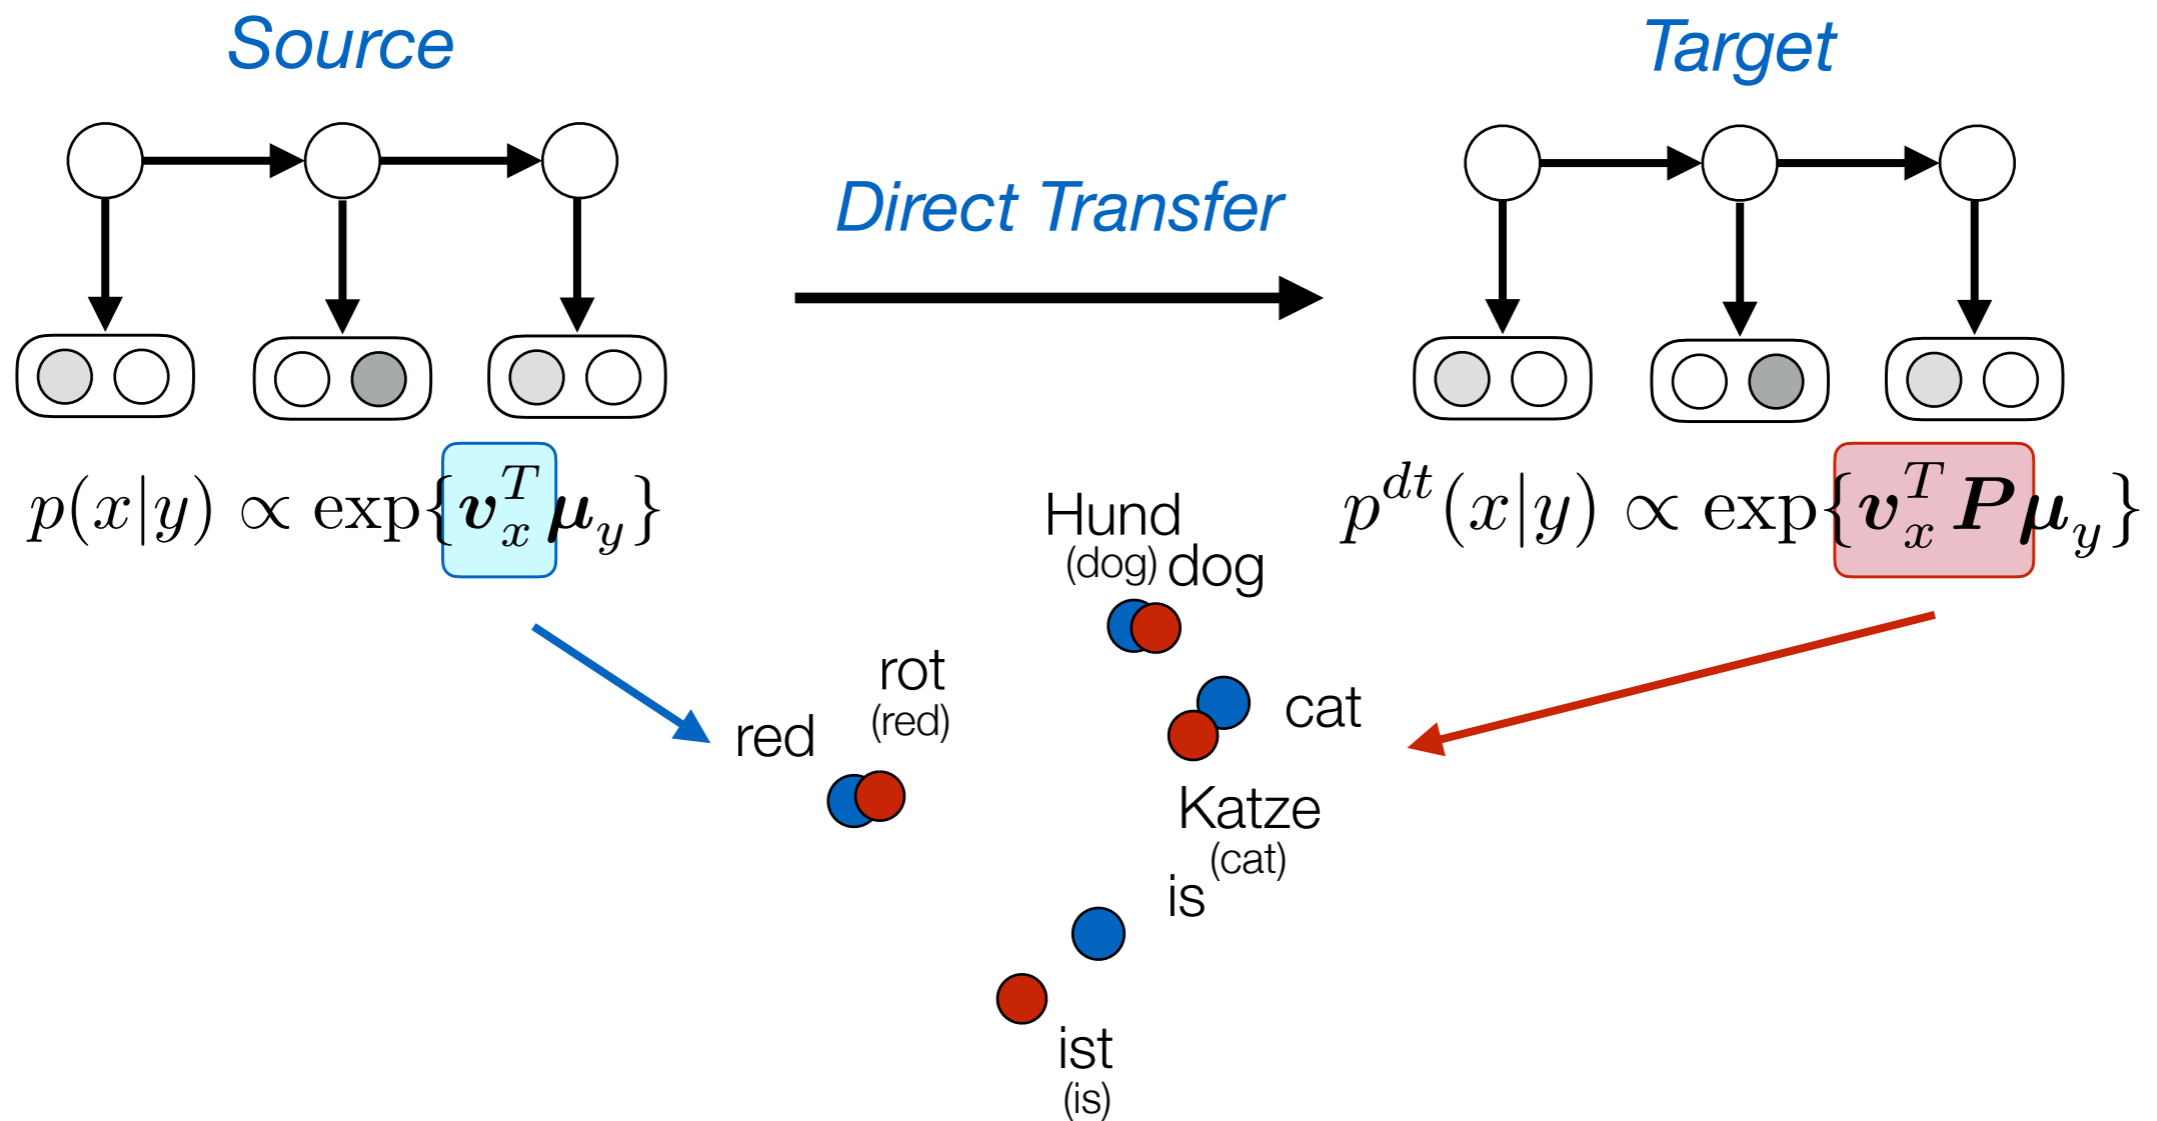 Source
Target
Direct Transfer
p(x|y) ∝ exp{v_x^T μ_y}
p^{dt}(x|y) ∝ exp{v_x^T P μ_y}
Hund
(dog) dog
rot
(red)
red
cat
Katze
(cat)
is
ist
(is)